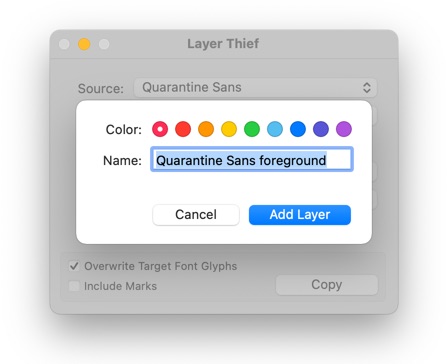 Layer Thief
Source: Quarantine Sans
Color:
Name: Quarantine Sans foreground
Cancel Add Layer
Overwrite Target Font Glyphs
Include Marks
Copy